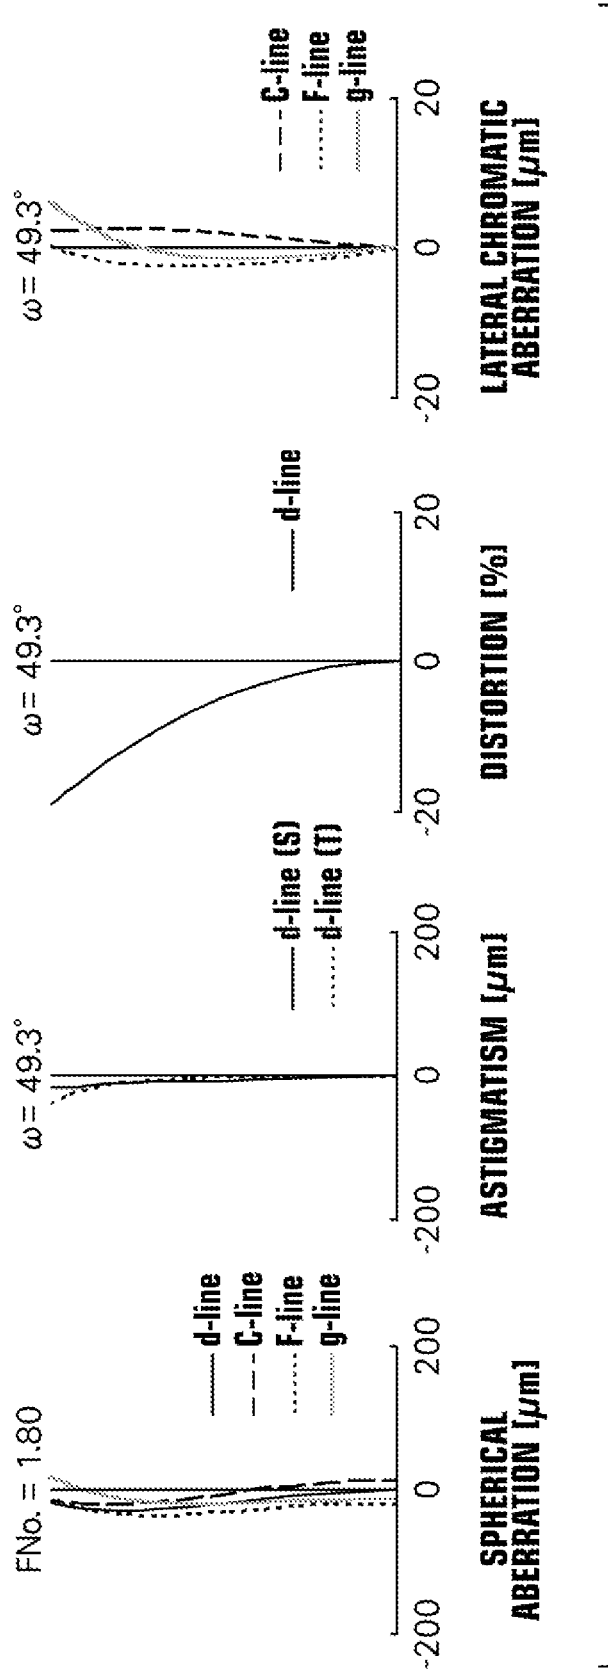 FNo. = 1.80
d-line
C-line
F-line
g-line
-200
0
200
SPHERICAL
ABERRATION [μm]
ω= 49.3°
d-line (S)
d-line (T)
-200
0
200
ASTIGMATISM [μm]
ω= 49.3°
d-line
-20
0
20
DISTORTION [%]
ω= 49.3°
C-line
F-line
g-line
-20
0
20
LATERAL CHROMATIC
ABERRATION [μm]